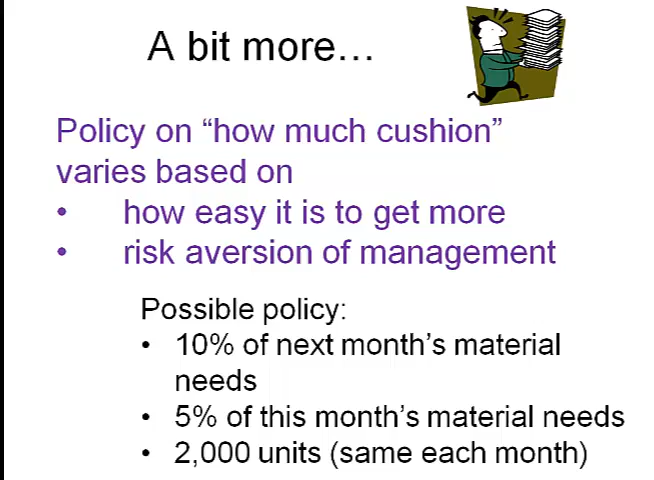 A bit more…
Policy on “how much cushion”
varies based on
• how easy it is to get more
• risk aversion of management
Possible policy:
• 10% of next month’s material
needs
• 5% of this month’s material needs
• 2,000 units (same each month)